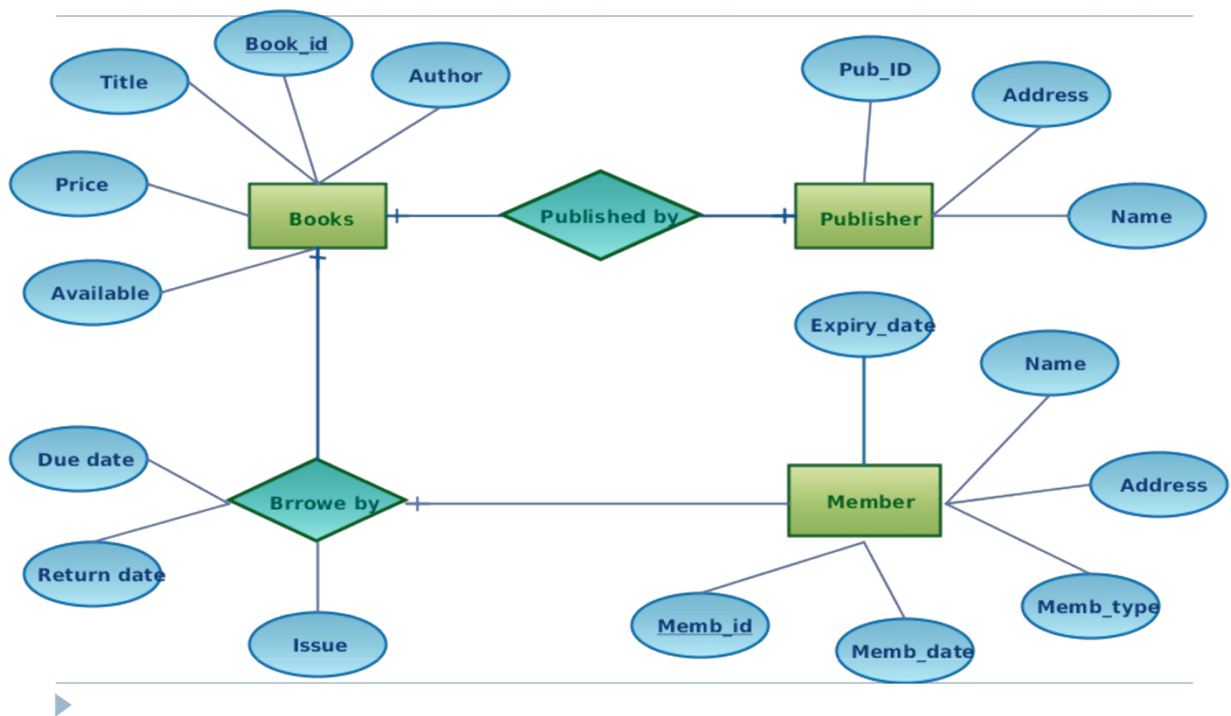 Book_id
Title
Author
Price
Books
Available
Published by
Pub_ID
Address
Publisher
Name
Expiry_date
Name
Member
Address
Memb_type
Memb_id
Memb_date
Due date
Brrowe by
Return date
Issue